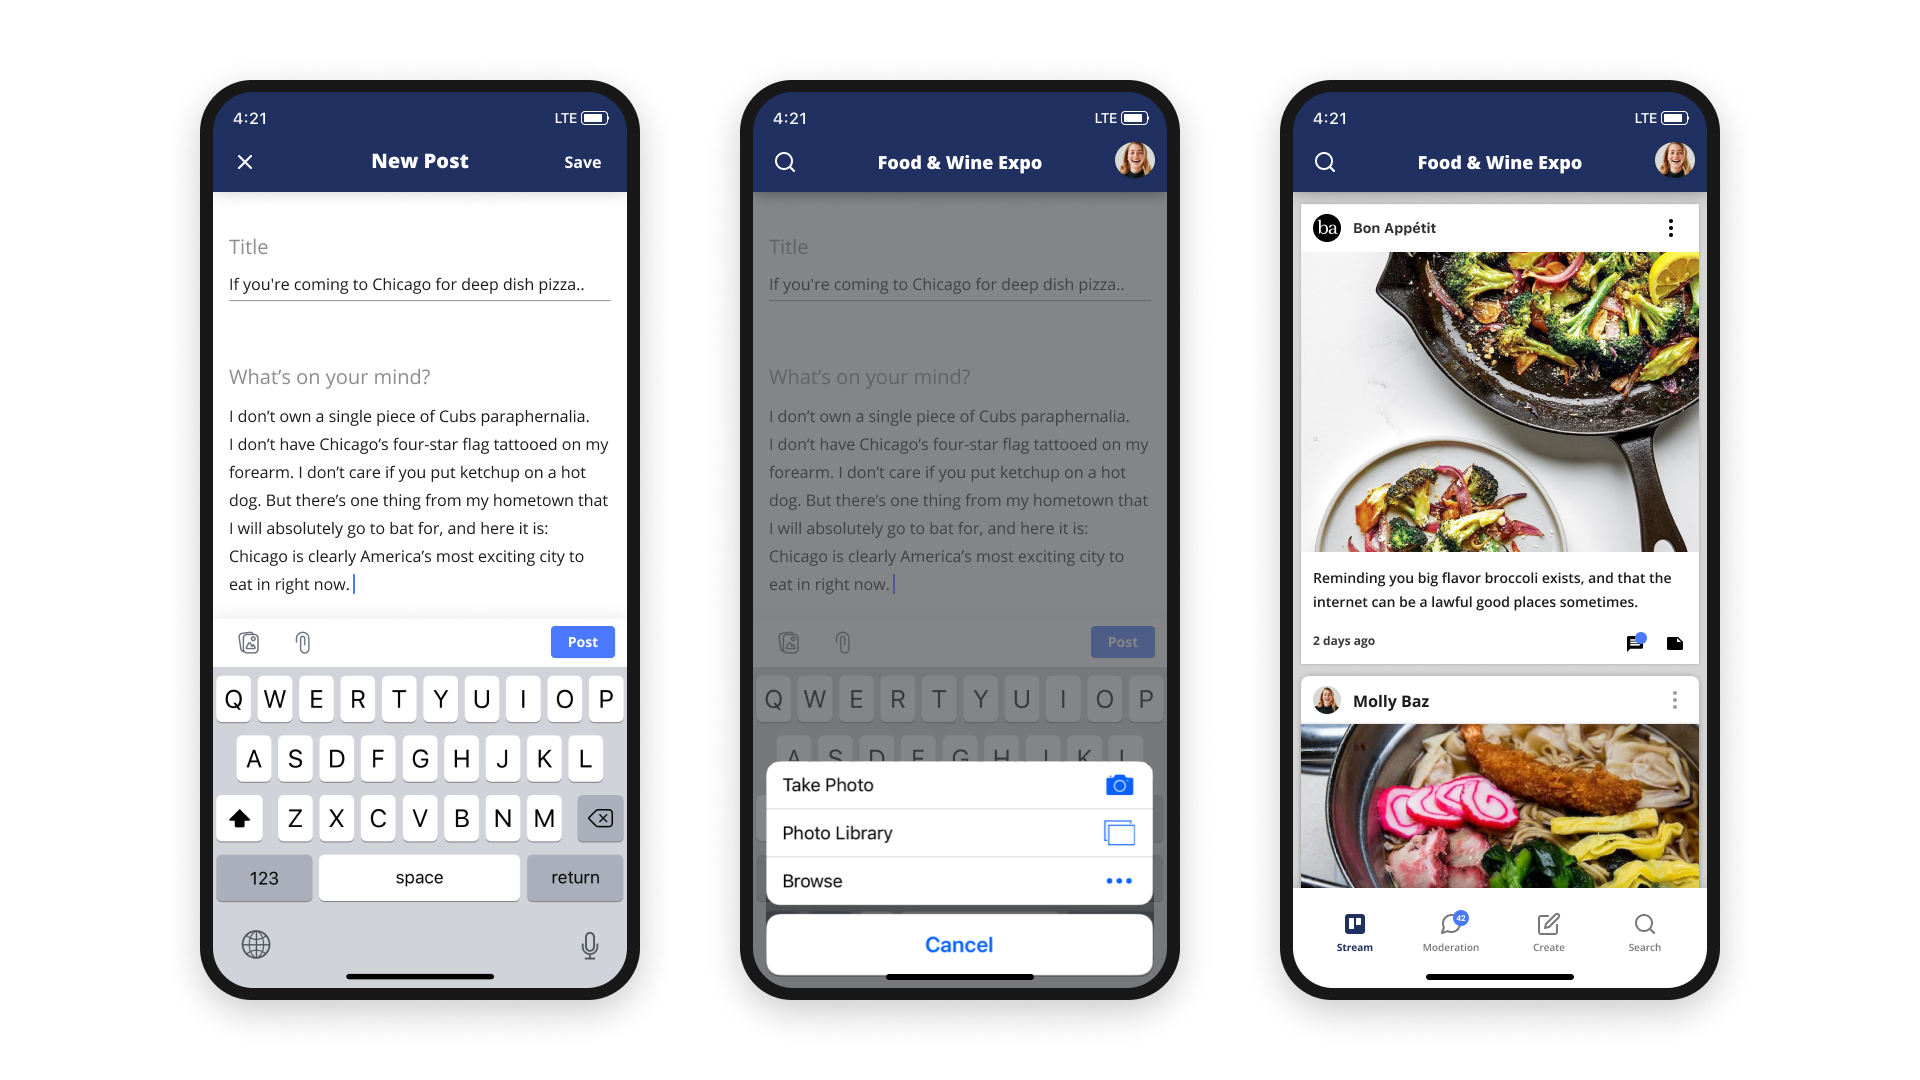 4:21
LTE
New Post
Save
Title
If you're coming to Chicago for deep dish pizza..
What's on your mind?
I don't own a single piece of Cubs paraphernalia.
I don't have Chicago's four-star flag tattooed on my
forearm. I don't care if you put ketchup on a hot
dog. But there's one thing from my hometown that
I will absolutely go to bat for, and here it is:
Chicago is clearly America's most exciting city to
eat in right now.
Post
Q W E R T Y U I O P
A S D F G H J K L
Z X C V B N M
123 space return
4:21
LTE
Food & Wine Expo
Title
If you're coming to Chicago for deep dish pizza..
What's on your mind?
I don't own a single piece of Cubs paraphernalia.
I don't have Chicago's four-star flag tattooed on my
forearm. I don't care if you put ketchup on a hot
dog. But there's one thing from my hometown that
I will absolutely go to bat for, and here it is:
Chicago is clearly America's most exciting city to
eat in right now.
Post
Q W E R T Y U I O P
A S D F G H J K L
Take Photo
Photo Library
Browse
Cancel
4:21
LTE
Food & Wine Expo
ba
Bon Appétit
Reminding you big flavor broccoli exists, and that the
internet can be a lawful good places sometimes.
2 days ago
Molly Baz
42
Stream Moderation Create Search